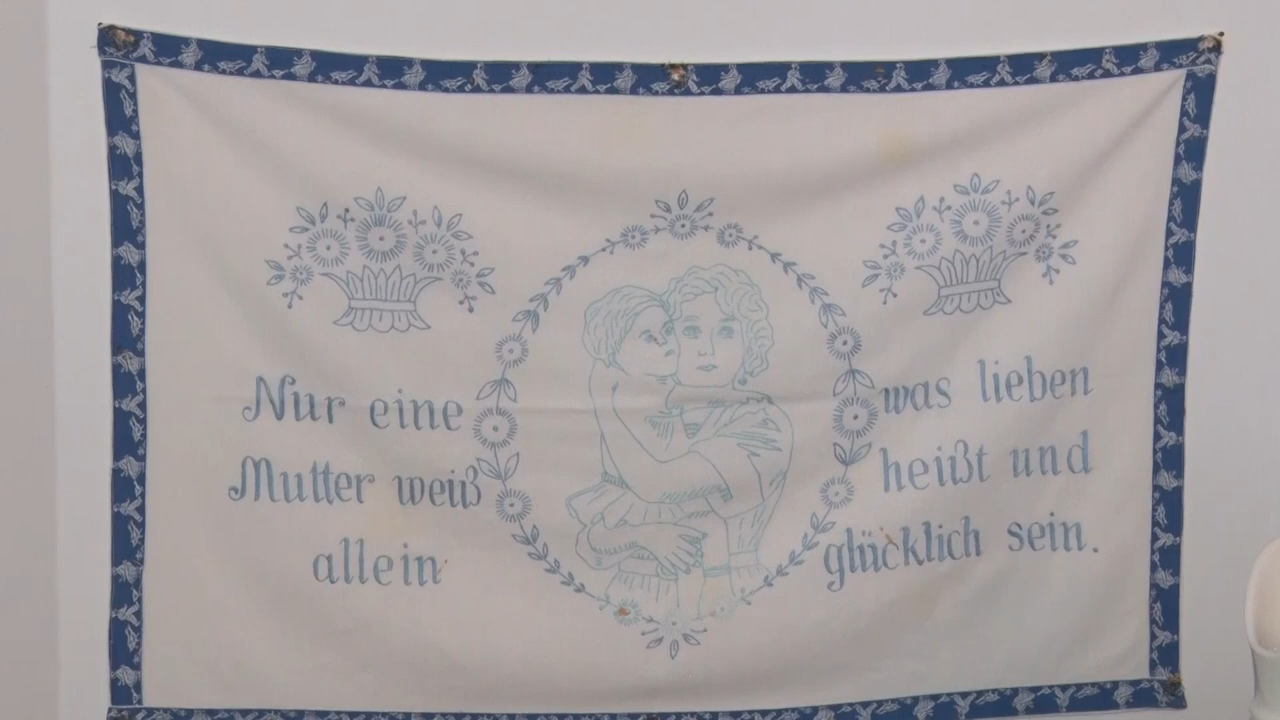 Nur eine
Mutter weiß
allein
was lieben
heißt und
glücklich sein.